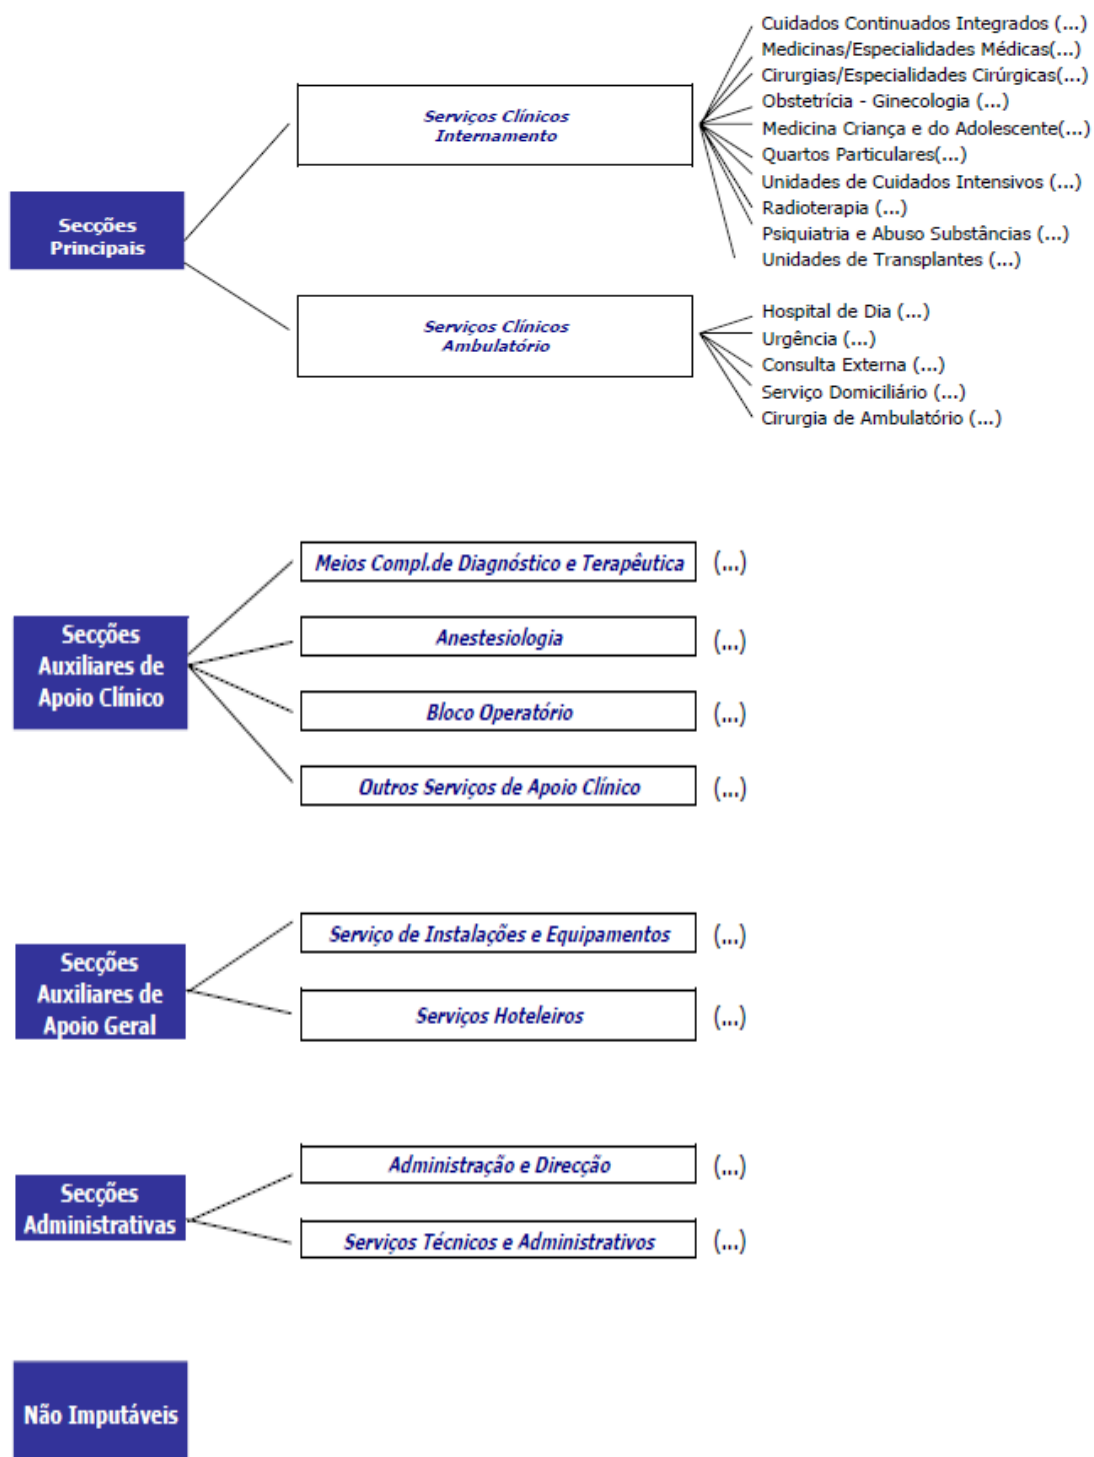 Cuidados Continuados Integrados (...)
Medicinas/Especialidades Médicas(...)
Cirurgias/Especialidades Cirúrgicas(...)
Obstetrícia - Ginecologia (...)
Medicina Criança e do Adolescente(...)
Quartos Particulares(...)
Unidades de Cuidados Intensivos (...)
Radioterapia (...)
Psiquiatria e Abuso Substâncias (...)
Unidades de Transplantes (...)
Serviços Clínicos
Internamento
Secções
Principais
Serviços Clínicos
Ambulatório
Hospital de Dia (...)
Urgência (...)
Consulta Externa (...)
Serviço Domiciliário (...)
Cirurgia de Ambulatório (...)
Secções
Auxiliares de
Apoio Clínico
Meios Compl.de Diagnóstico e Terapêutica (...)
Anestesiologia (...)
Bloco Operatório (...)
Outros Serviços de Apoio Clínico (...)
Secções
Auxiliares de
Apoio Geral
Serviço de Instalações e Equipamentos (...)
Serviços Hoteleiros (...)
Secções
Administrativas
Administração e Direcção (...)
Serviços Técnicos e Administrativos (...)
Não Imputáveis